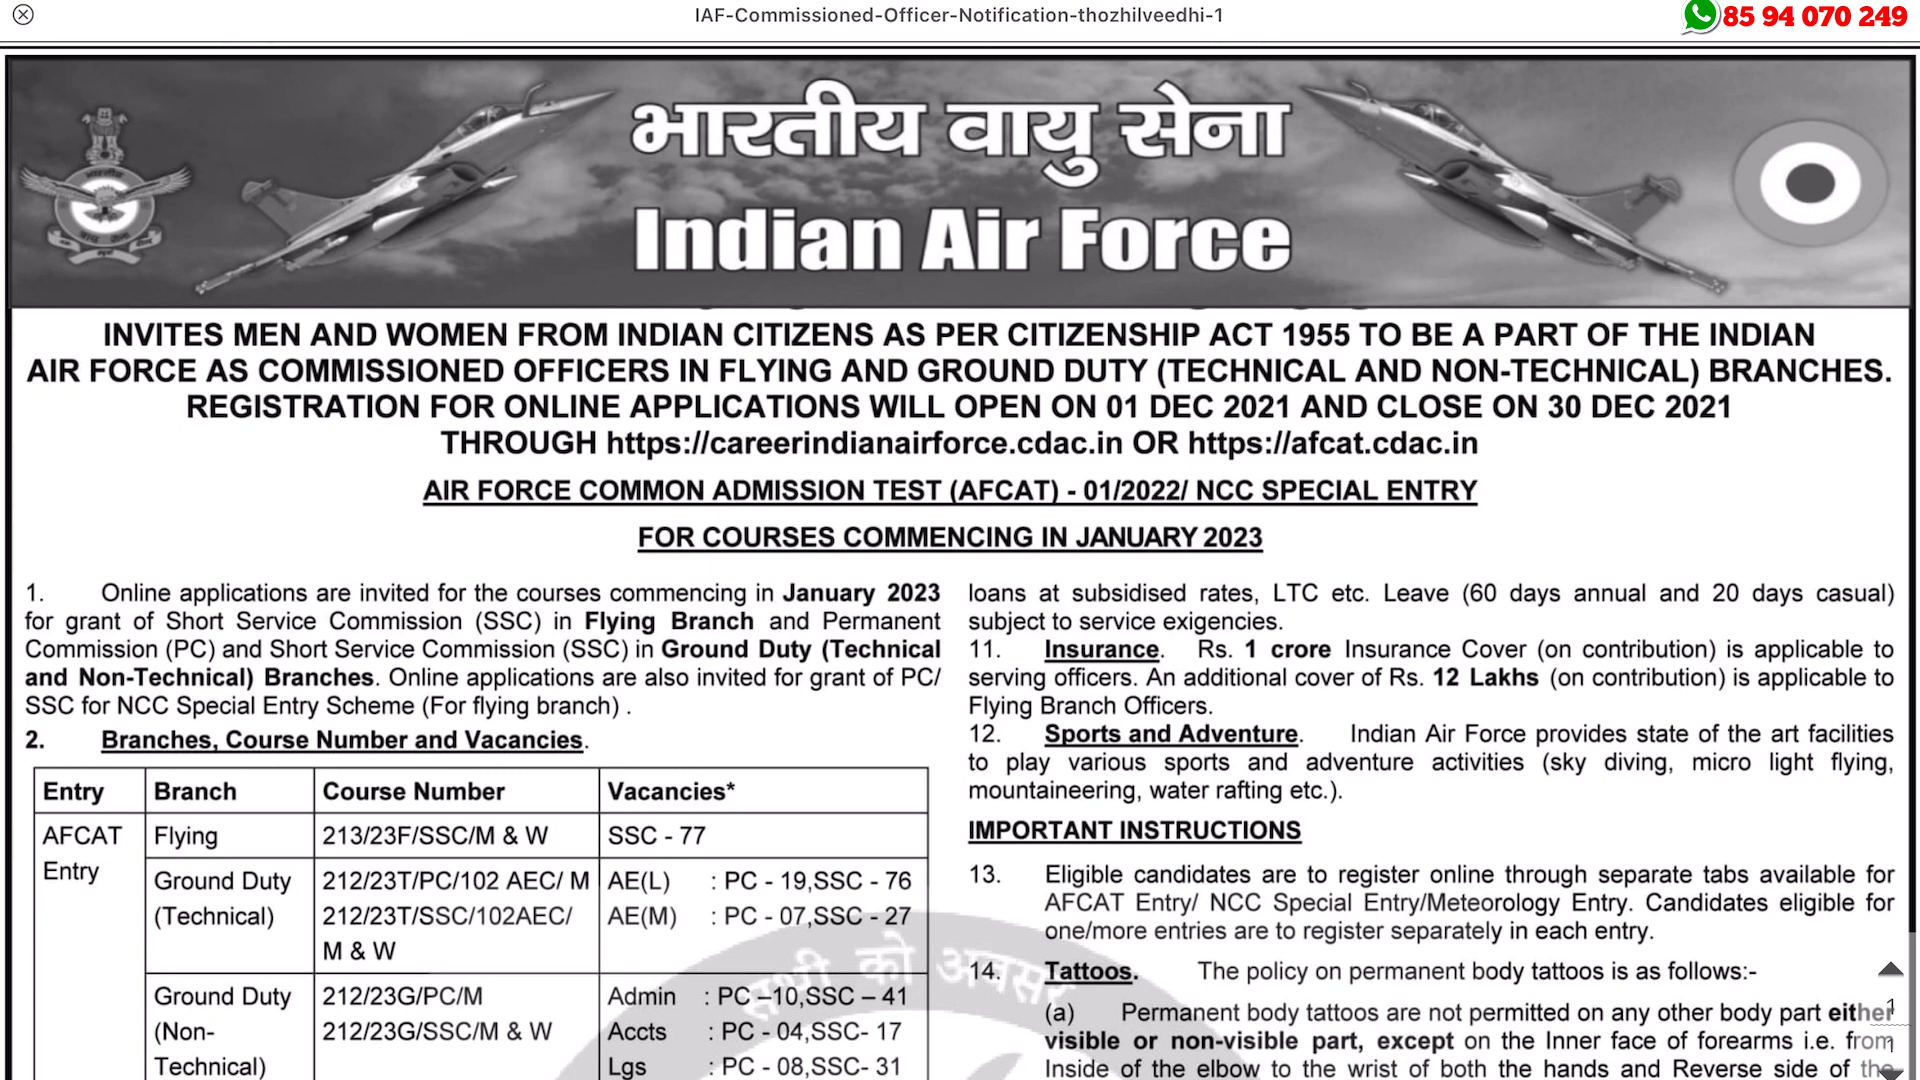 IAF-Commissioned-Officer-Notification-thozhilveedhi-1
85 94 070 249
भारतीय वायु सेना
Indian Air Force
INVITES MEN AND WOMEN FROM INDIAN CITIZENS AS PER CITIZENSHIP ACT 1955 TO BE A PART OF THE INDIAN
AIR FORCE AS COMMISSIONED OFFICERS IN FLYING AND GROUND DUTY (TECHNICAL AND NON-TECHNICAL) BRANCHES.
REGISTRATION FOR ONLINE APPLICATIONS WILL OPEN ON 01 DEC 2021 AND CLOSE ON 30 DEC 2021
THROUGH https://careerindianairforce.cdac.in OR https://afcat.cdac.in
AIR FORCE COMMON ADMISSION TEST (AFCAT) - 01/2022/ NCC SPECIAL ENTRY
FOR COURSES COMMENCING IN JANUARY 2023
1. Online applications are invited for the courses commencing in January 2023
for grant of Short Service Commission (SSC) in Flying Branch and Permanent
Commission (PC) and Short Service Commission (SSC) in Ground Duty (Technical
and Non-Technical) Branches. Online applications are also invited for grant of PC/
SSC for NCC Special Entry Scheme (For flying branch) .
2. Branches, Course Number and Vacancies.
Entry Branch Course Number Vacancies*
AFCAT Flying 213/23F/SSC/M & W SSC - 77
Entry
Ground Duty 212/23T/PC/102 AEC/ M AE(L) : PC - 19,SSC - 76
(Technical) 212/23T/SSC/102AEC/ AE(M) : PC - 07,SSC - 27
M & W
Ground Duty 212/23G/PC/M Admin : PC –10,SSC – 41
(Non- 212/23G/SSC/M & W Accts : PC - 04,SSC- 17
Technical) Lgs : PC - 08,SSC- 31
सभी को अवसर
loans at subsidised rates, LTC etc. Leave (60 days annual and 20 days casual)
subject to service exigencies.
11. Insurance. Rs. 1 crore Insurance Cover (on contribution) is applicable to
serving officers. An additional cover of Rs. 12 Lakhs (on contribution) is applicable to
Flying Branch Officers.
12. Sports and Adventure. Indian Air Force provides state of the art facilities
to play various sports and adventure activities (sky diving, micro light flying,
mountaineering, water rafting etc.).
IMPORTANT INSTRUCTIONS
13. Eligible candidates are to register online through separate tabs available for
AFCAT Entry/ NCC Special Entry/Meteorology Entry. Candidates eligible for
one/more entries are to register separately in each entry.
14. Tattoos. The policy on permanent body tattoos is as follows:-
(a) Permanent body tattoos are not permitted on any other body part either
visible or non-visible part, except on the Inner face of forearms i.e. from
Inside of the elbow to the wrist of both the hands and Reverse side of the
1
1